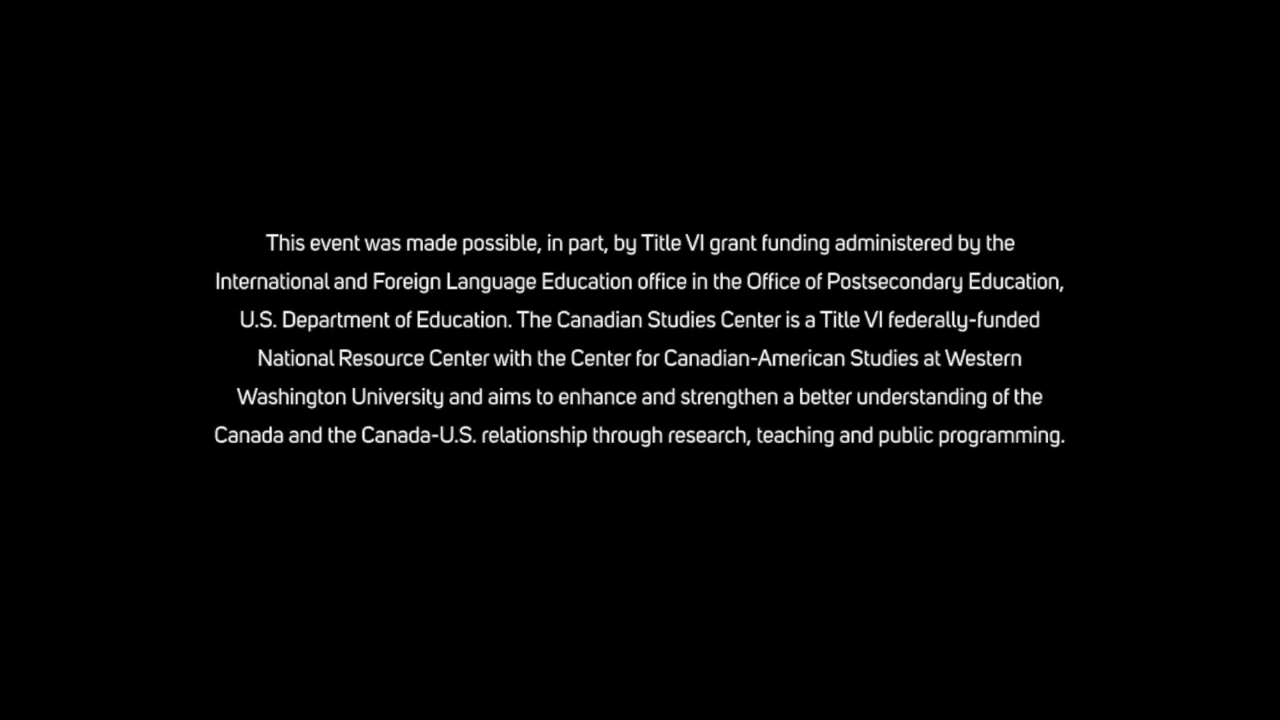 This event was made possible, in part, by Title VI grant funding administered by the
International and Foreign Language Education office in the Office of Postsecondary Education,
U.S. Department of Education. The Canadian Studies Center is a Title VI federally-funded
National Resource Center with the Center for Canadian-American Studies at Western
Washington University and aims to enhance and strengthen a better understanding of the
Canada and the Canada-U.S. relationship through research, teaching and public programming.